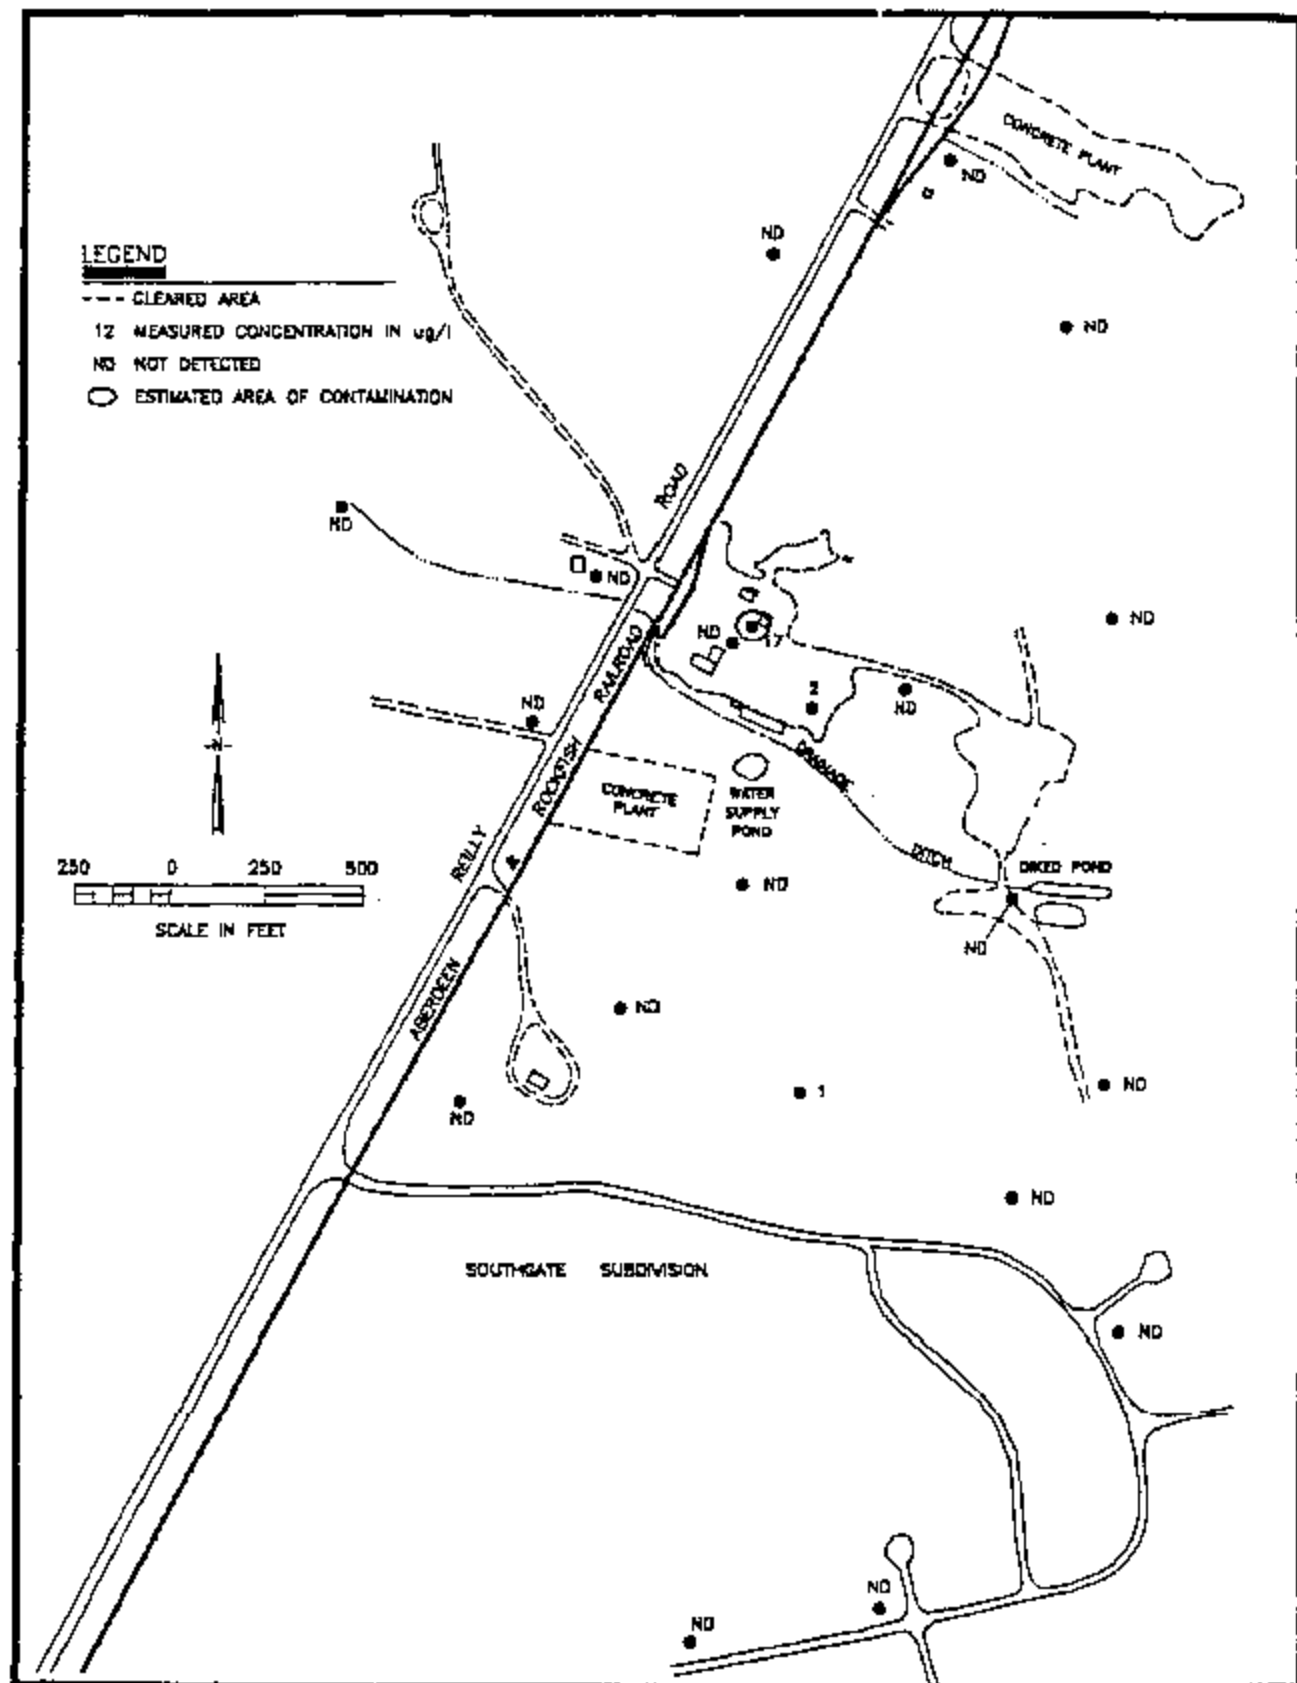 CONCRETE PLANT
ND
ND
LEGEND
CLEARED AREA
12 MEASURED CONCENTRATION IN ug/l
ND NOT DETECTED
ESTIMATED AREA OF CONTAMINATION
ND
ROAD
ND
ND
ND
ND
17
RAILROAD
2
ND
ND
N
ROCKFISH
DRAINAGE
CONCRETE
PLANT
WATER
SUPPLY
POND
REILLY
DITCH
DIKED POND
250 0 250 500
SCALE IN FEET
ND
ND
ABERDEEN
ND
ND
1
ND
ND
SOUTHGATE SUBDIVISION
ND
ND
ND